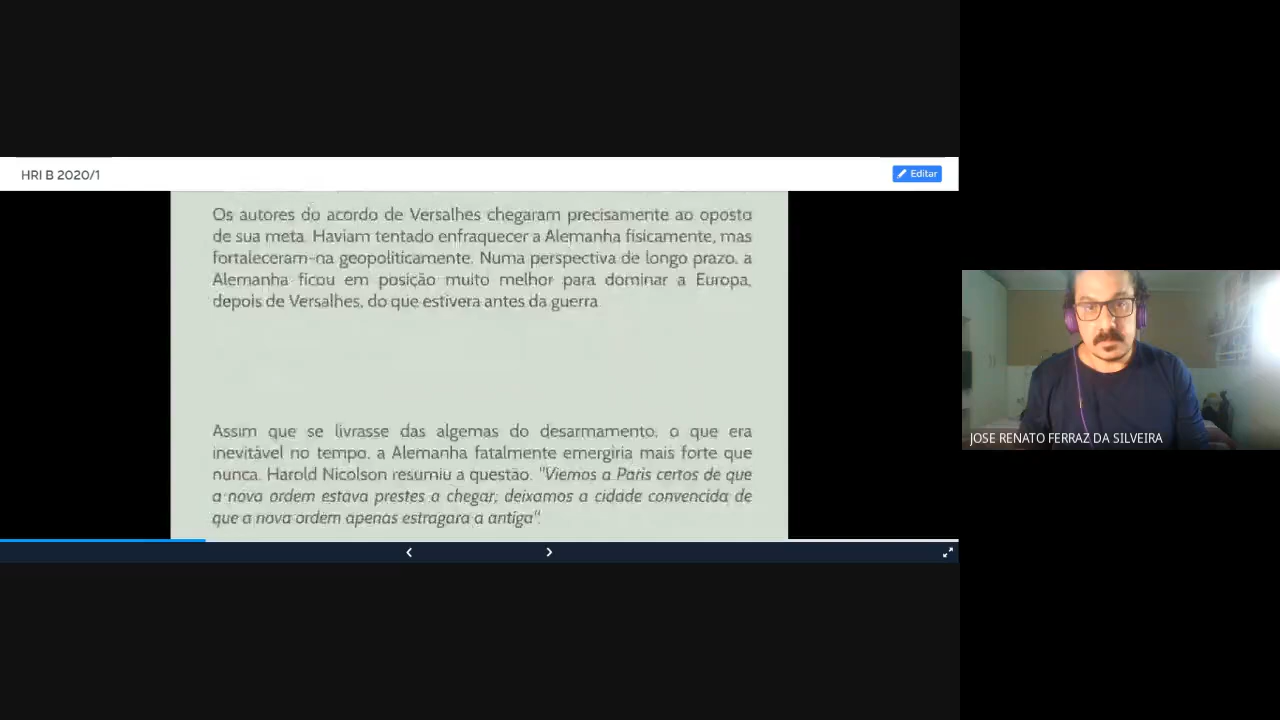 HRI B 2020/1
Editar
Os autores do acordo de Versalhes chegaram precisamente ao oposto
de sua meta. Haviam tentado enfraquecer a Alemanha fisicamente, mas
fortaleceram-na geopoliticamente. Numa perspectiva de longo prazo, a
Alemanha ficou em posição muito melhor para dominar a Europa,
depois de Versalhes, do que estivera antes da guerra
Assim que se livrasse das algemas do desarmamento, o que era
inevitável no tempo, a Alemanha fatalmente emergiria mais forte que
nunca. Harold Nicolson resumiu a questão. "Viemos a Paris certos de que
a nova ordem estava prestes a chegar; deixamos a cidade convencida de
que a nova ordem apenas estragara a antiga".
JOSE RENATO FERRAZ DA SILVEIRA